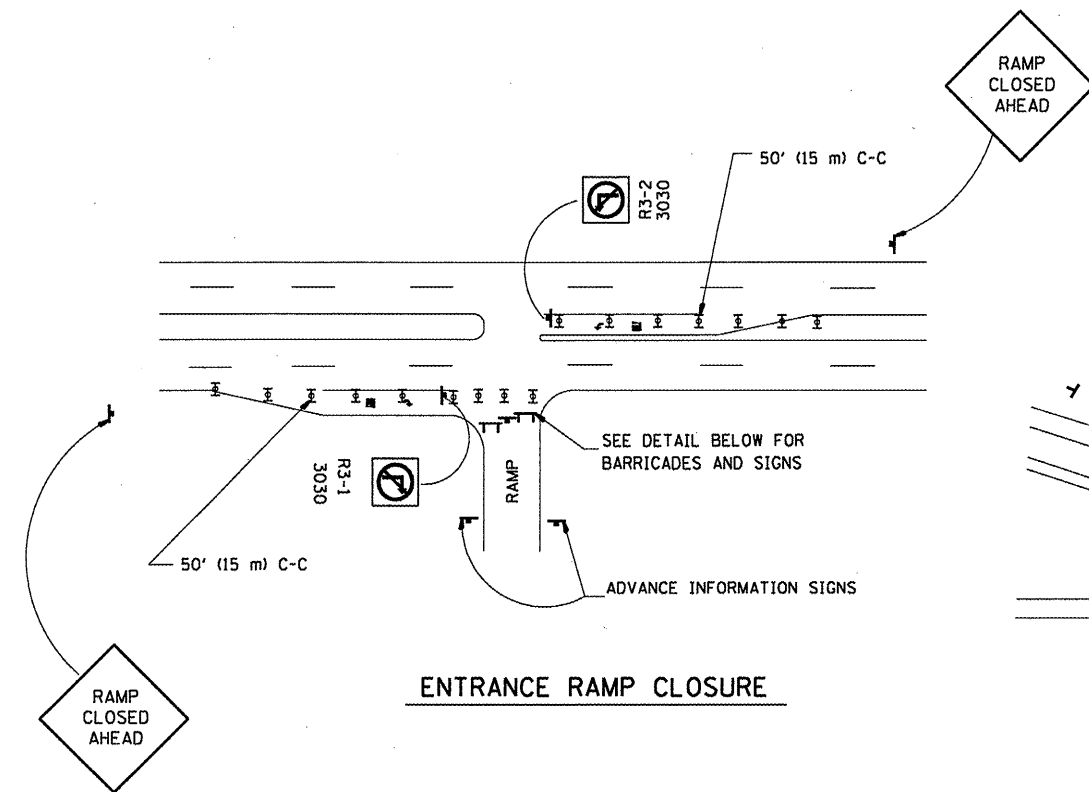 RAMP
CLOSED
AHEAD
50' (15 m) C-C
R3-2
3030
SEE DETAIL BELOW FOR
BARRICADES AND SIGNS
RAMP
R3-1
3030
50' (15 m) C-C
ADVANCE INFORMATION SIGNS
ENTRANCE RAMP CLOSURE
RAMP
CLOSED
AHEAD